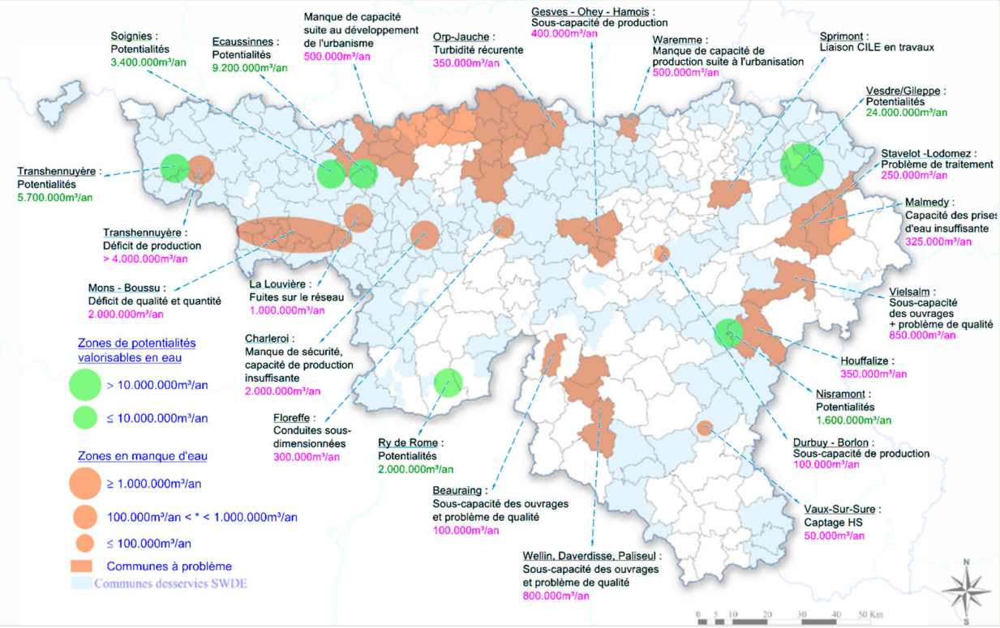 Soignies :
Potentialités
3.400.000m³/an
Ecaussinnes :
Potentialités
9.200.000m³/an
Manque de capacité
suite au développement
de l'urbanisme
500.000m³/an
Orp-Jauche :
Turbidité récurente
350.000m³/an
Gesves - Ohey - Hamois :
Sous-capacité de production
400.000m³/an
Waremme :
Manque de capacité de
production suite à l'urbanisation
500.000m³/an
Sprimont :
Liaison CILE en travaux
Vesdre/Gileppe :
Potentialités
24.000.000m³/an
Stavelot -Lodomez :
Problème de traitement
250.000m³/an
Malmedy :
Capacité des prises
d'eau insuffisante
325.000m³/an
Transhennuyère :
Potentialités
5.700.000m³/an
Transhennuyère :
Déficit de production
> 4.000.000m³/an
Mons - Boussu :
Déficit de qualité et quantité
2.000.000m³/an
La Louvière :
Fuites sur le réseau
1.000.000m³/an
Charleroi :
Manque de sécurité,
capacité de production
insuffisante
2.000.000m³/an
Floreffe :
Conduites sous-
dimensionnées
300.000m³/an
Ry de Rome :
Potentialités
2.000.000m³/an
Beauraing :
Sous-capacité des ouvrages
et problème de qualité
100.000m³/an
Wellin, Daverdisse, Paliseul :
Sous-capacité des ouvrages
et problème de qualité
800.000m³/an
Vielsalm :
Sous-capacité
des ouvrages
+ problème de qualité
850.000m³/an
Houffalize :
350.000m³/an
Nisramont :
Potentialités
1.600.000m³/an
Durbuy - Borlon :
Sous-capacité de production
100.000m³/an
Vaux-Sur-Sure :
Captage HS
50.000m³/an
Zones de potentialités
valorisables en eau
> 10.000.000m³/an
≤ 10.000.000m³/an
Zones en manque d'eau
≥ 1.000.000m³/an
100.000m³/an < * < 1.000.000m³/an
≤ 100.000m³/an
Communes à problème
Communes desservies SWDE
N
S
0 5 10 20 30 40 50 Km